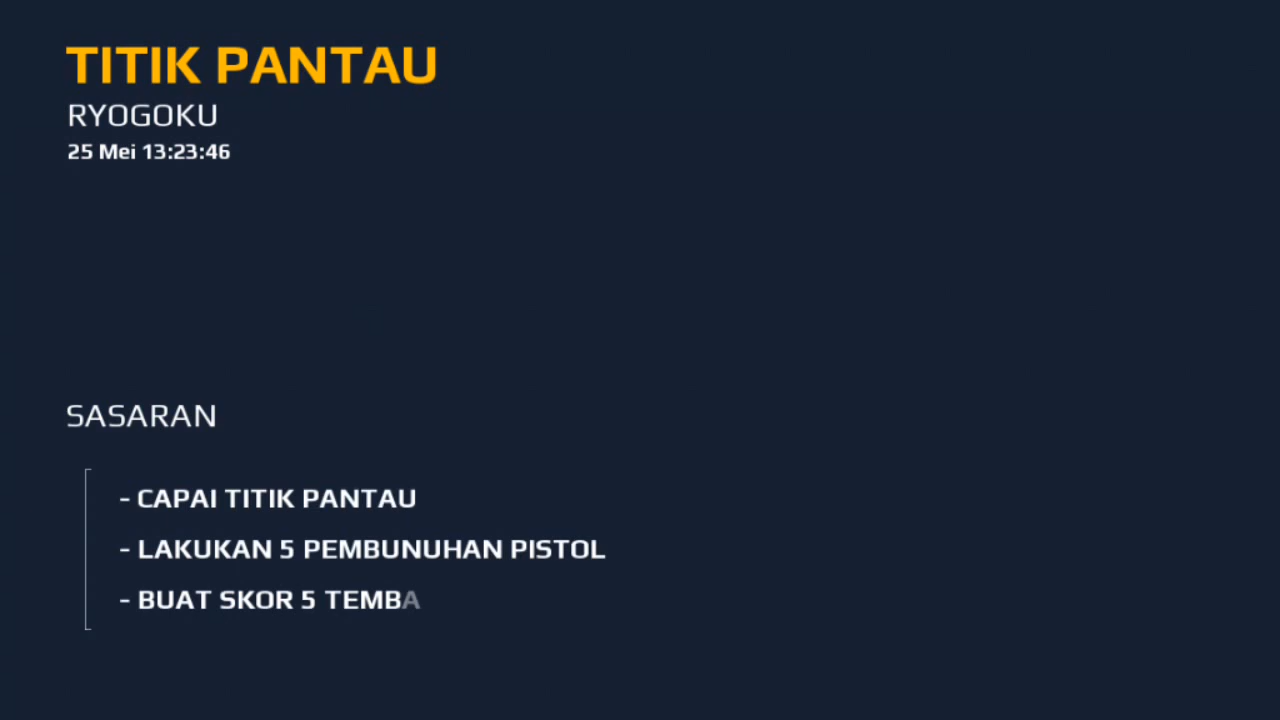 TITIK PANTAU
RYOGOKU
25 Mei 13:23:46
SASARAN
- CAPAI TITIK PANTAU
- LAKUKAN 5 PEMBUNUHAN PISTOL
- BUAT SKOR 5 TEMBA